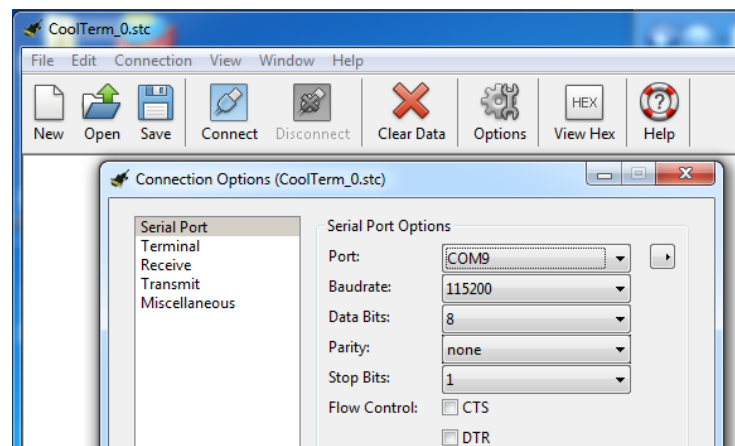 CoolTerm_0.stc
File Edit Connection View Window Help
New Open Save Connect Disconnect Clear Data Options HEX View Hex Help
Connection Options (CoolTerm_0.stc)
Serial Port
Terminal
Receive
Transmit
Miscellaneous
Serial Port Options
Port: COM9
Baudrate: 115200
Data Bits: 8
Parity: none
Stop Bits: 1
Flow Control: CTS
DTR